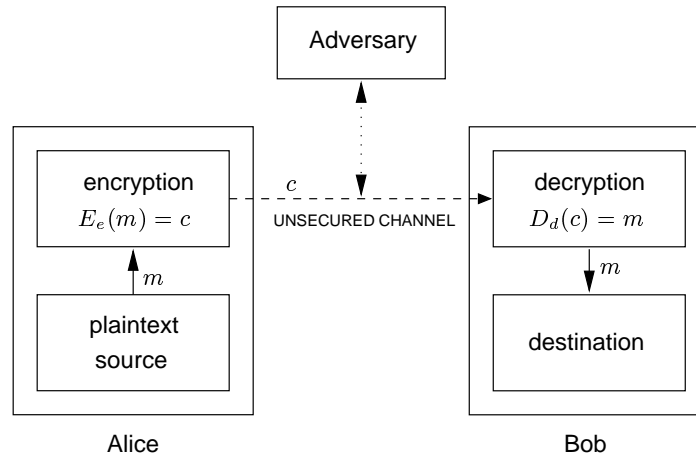 Adversary
encryption
E_e(m) = c
c
UNSECURED CHANNEL
decryption
D_d(c) = m
m
m
plaintext
source
destination
Alice
Bob